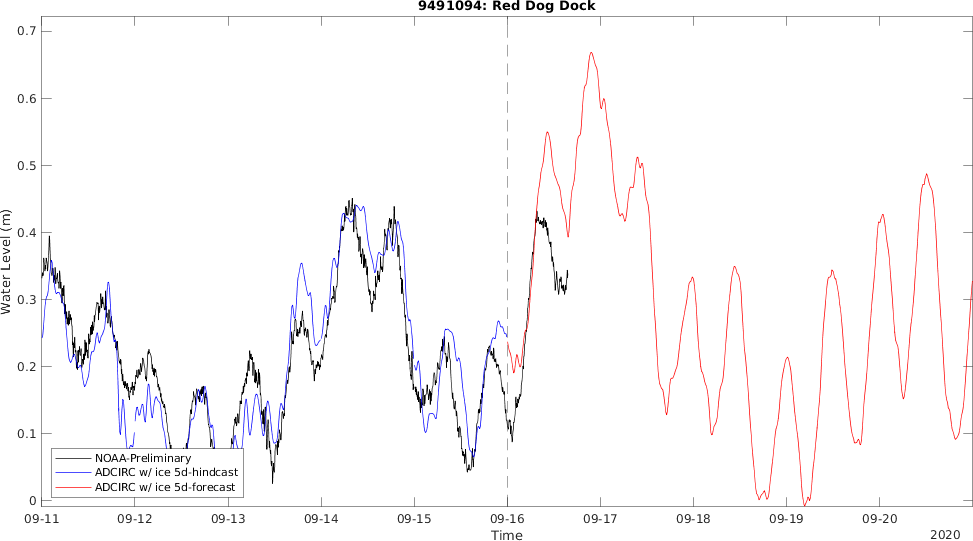 9491094: Red Dog Dock
Water Level (m)
0.7
0.6
0.5
0.4
0.3
0.2
0.1
0
NOAA-Preliminary
ADCIRC w/ ice 5d-hindcast
ADCIRC w/ ice 5d-forecast
09-11 09-12 09-13 09-14 09-15 09-16 09-17 09-18 09-19 09-20
Time
2020